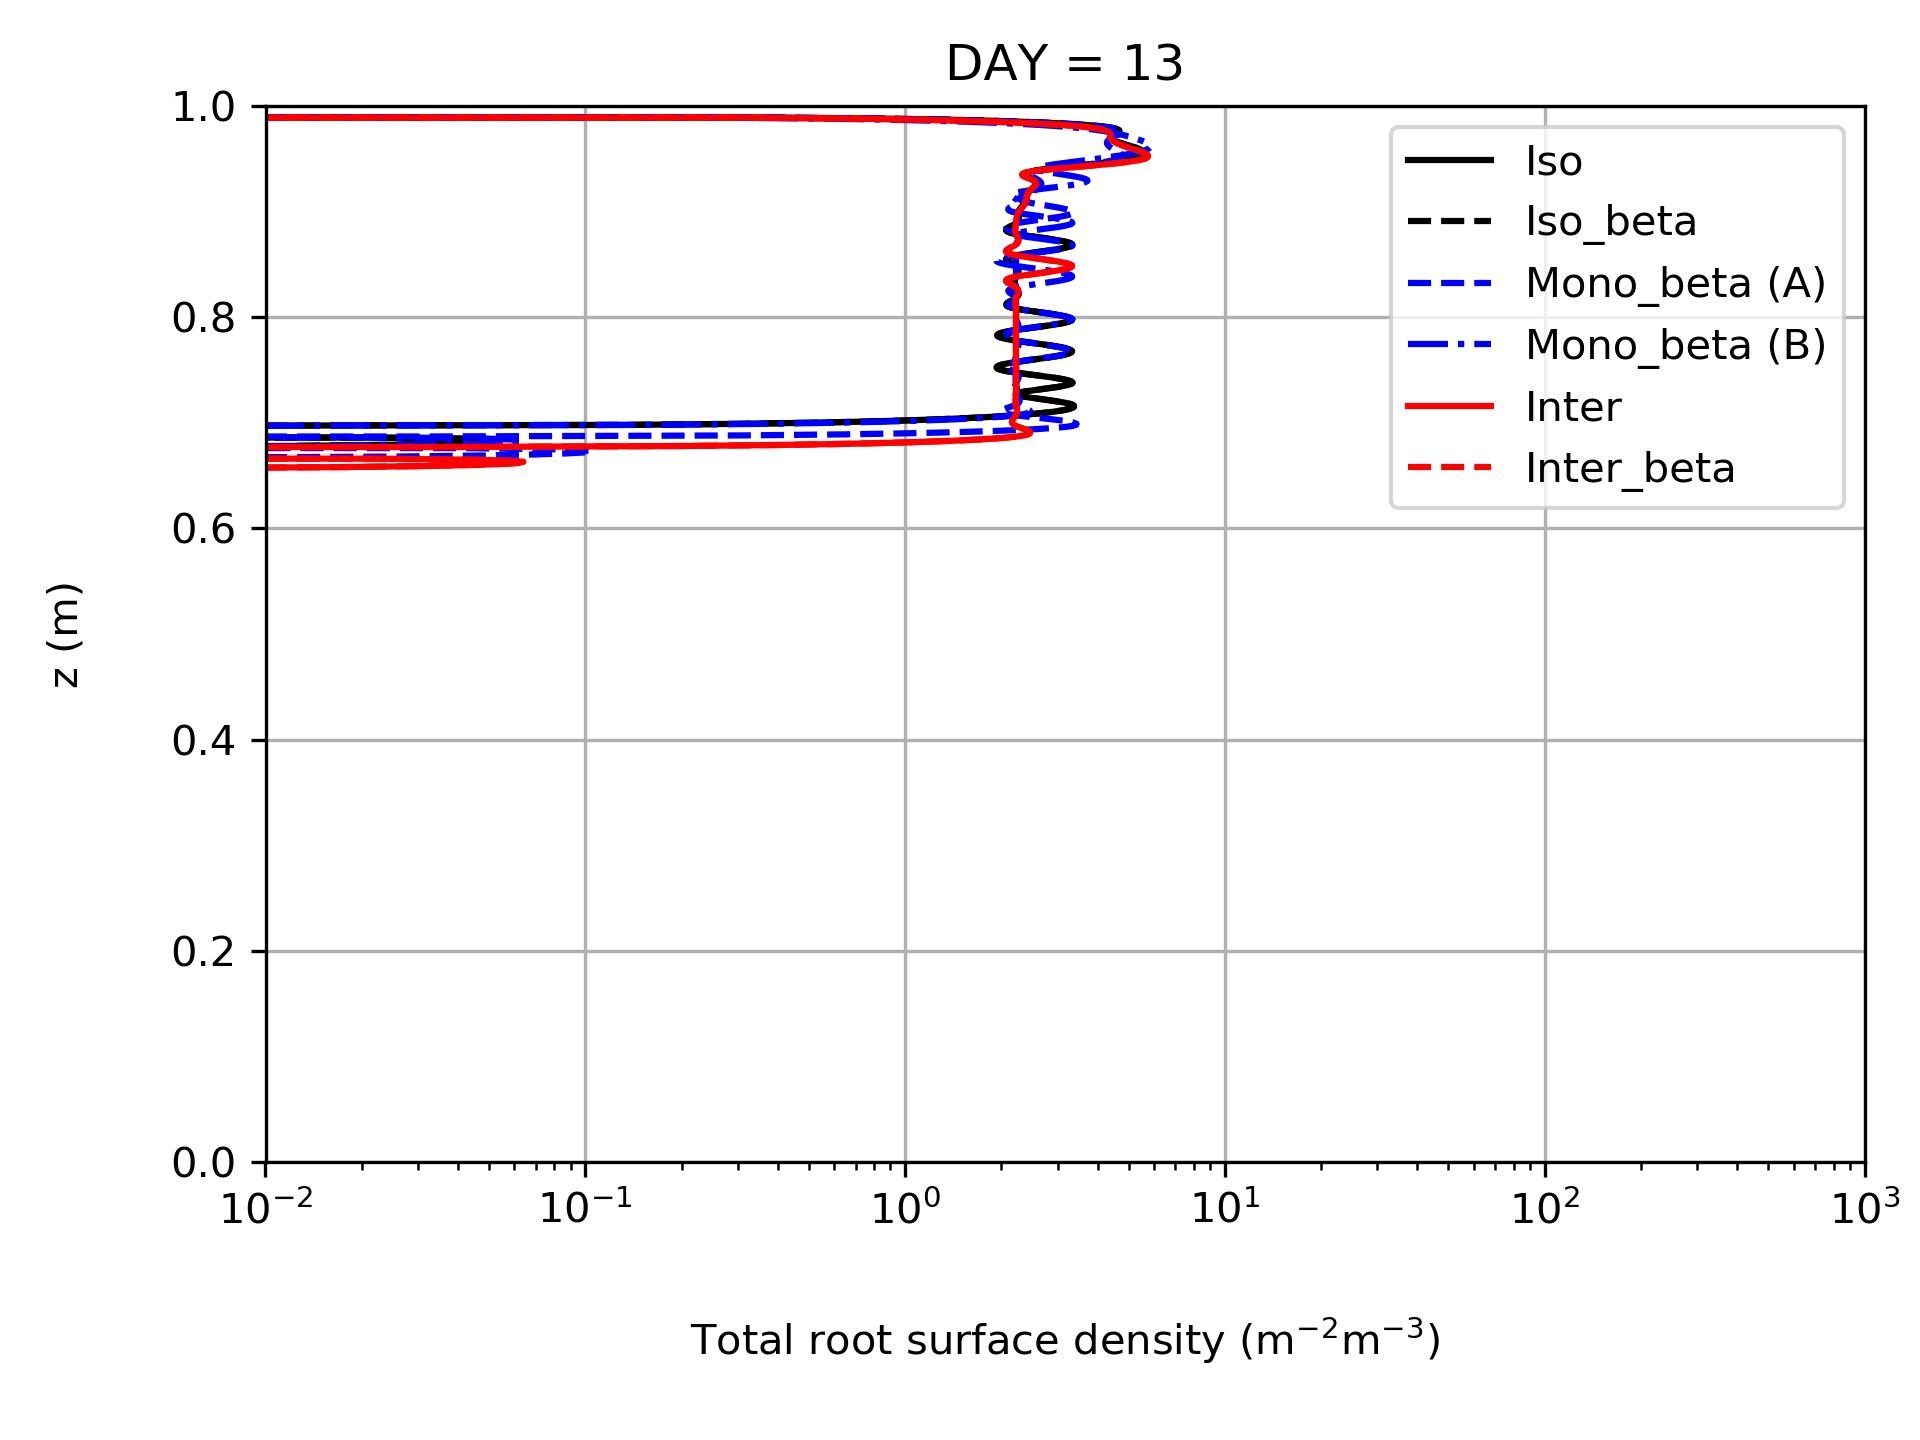 DAY = 13
1.0
0.8
0.6
0.4
0.2
0.0
z (m)
Iso
Iso_beta
Mono_beta (A)
Mono_beta (B)
Inter
Inter_beta
10⁻² 10⁻¹ 10⁰ 10¹ 10² 10³
Total root surface density (m⁻²m⁻³)